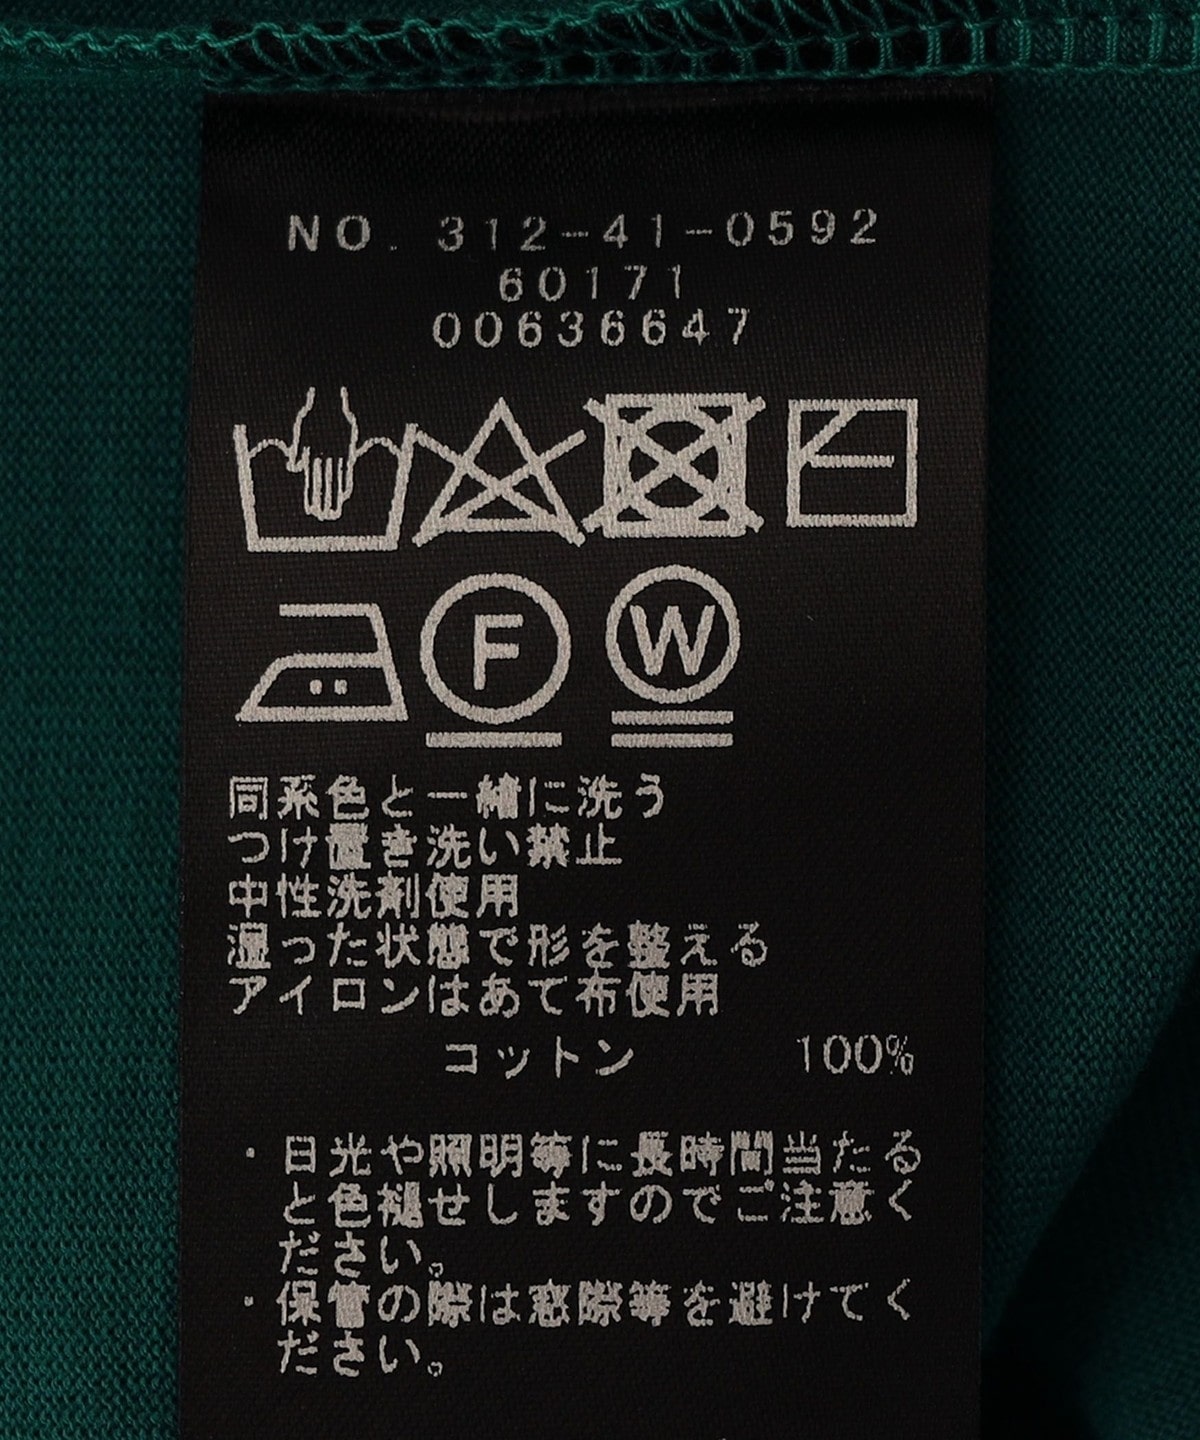 NO. 312-41-0592
60171
00636647
F W
同系色と一緒に洗う
つけ置き洗い禁止
中性洗剤使用
湿った状態で形を整える
アイロンはあて布使用
コットン 100%
・日光や照明等に長時間当たる
と色褪せしますのでご注意く
ださい。
・保管の際は窓際等を避けてく
ださい。